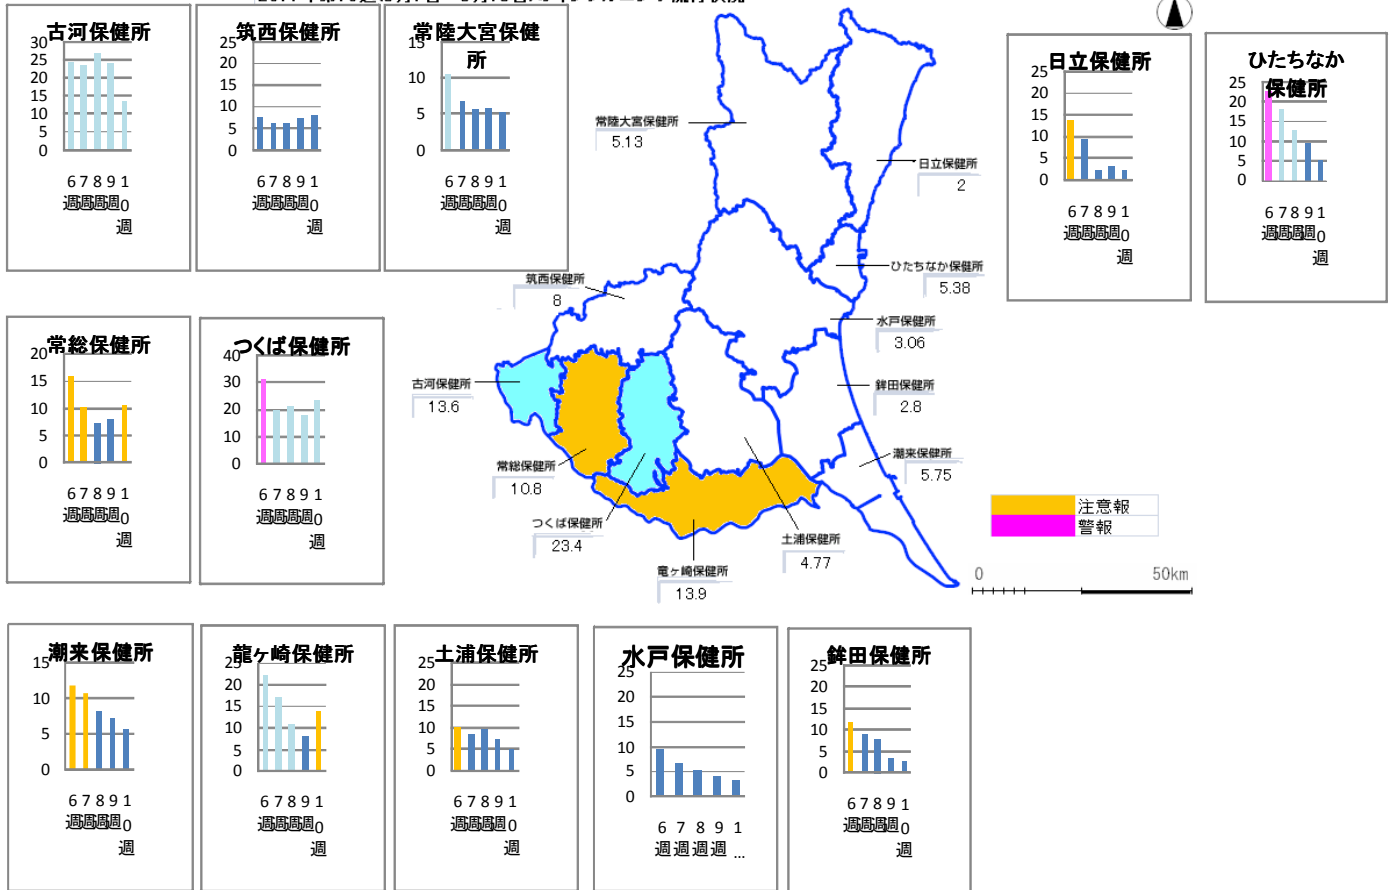 古河保健所
30
25
20
15
10
5
0
6 7 8 9 1
週週週週 0
週
筑西保健所
25
20
15
10
5
0
6 7 8 9 1
週週週週 0
週
常陸大宮保健
所
15
10
5
0
6 7 8 9 1
週週週週 0
週
常陸大宮保健所
5.13
日立保健所
2
ひたちなか保健所
5.38
筑西保健所
8
水戸保健所
3.06
古河保健所
13.6
鉾田保健所
2.8
常総保健所
10.8
潮来保健所
5.75
つくば保健所
23.4
土浦保健所
4.77
竜ヶ崎保健所
13.9
注意報
警報
0 50km
日立保健所
25
20
15
10
5
0
6 7 8 9 1
週週週週 0
週
ひたちなか
保健所
25
20
15
10
5
0
6 7 8 9 1
週週週週 0
週
常総保健所
20
15
10
5
0
6 7 8 9 1
週週週週 0
週
つくば保健所
40
30
20
10
0
6 7 8 9 1
週週週週 0
週
潮来保健所
15
10
5
0
6 7 8 9 1
週週週週 0
週
龍ヶ崎保健所
25
20
15
10
5
0
6 7 8 9 1
週週週週 0
週
土浦保健所
25
20
15
10
5
0
6 7 8 9 1
週週週週 0
週
水戸保健所
25
20
15
10
5
0
6 7 8 9 1
週 週 週 週 ...
鉾田保健所
25
20
15
10
5
0
6 7 8 9 1
週週週週 0
週